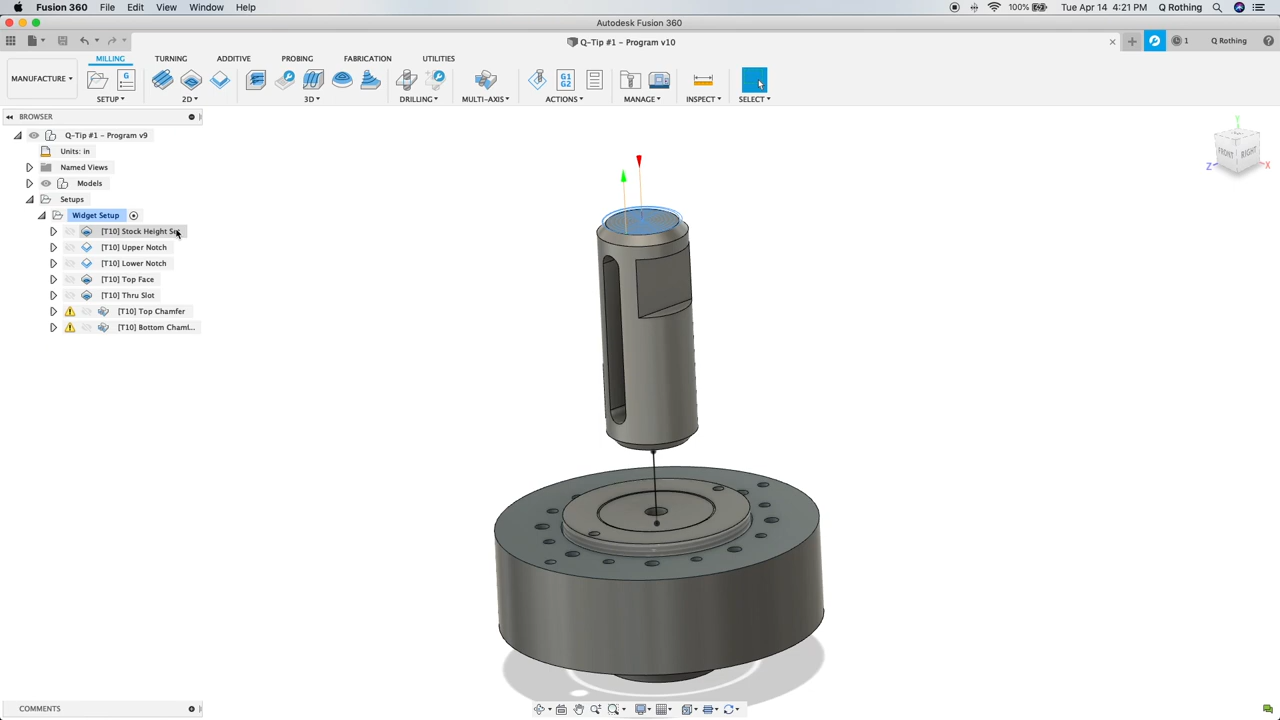 Fusion 360 File Edit View Window Help 100% Tue Apr 14 4:21 PM Q Rothing
Autodesk Fusion 360
Q-Tip #1 - Program v10 1 Q Rothing
MILLING TURNING ADDITIVE PROBING FABRICATION UTILITIES
MANUFACTURE G G1 G2
SETUP 2D 3D DRILLING MULTI-AXIS ACTIONS MANAGE INSPECT SELECT
BROWSER
Q-Tip #1 - Program v9
Units: in
Named Views
Models
Setups
Widget Setup
[T10] Stock Height Se
[T10] Upper Notch
[T10] Lower Notch
[T10] Top Face
[T10] Thru Slot
[T10] Top Chamfer
[T10] Bottom Chamf...
Y
FRONT RIGHT
Z X
COMMENTS